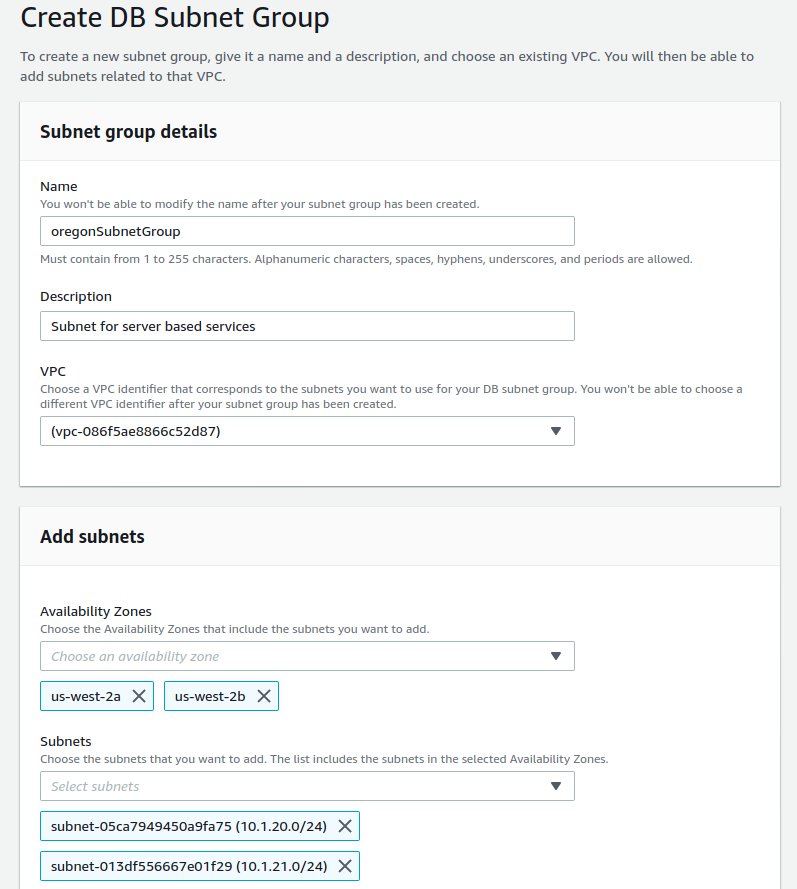 Create DB Subnet Group
To create a new subnet group, give it a name and a description, and choose an existing VPC. You will then be able to
add subnets related to that VPC.
Subnet group details
Name
You won't be able to modify the name after your subnet group has been created.
oregonSubnetGroup
Must contain from 1 to 255 characters. Alphanumeric characters, spaces, hyphens, underscores, and periods are allowed.
Description
Subnet for server based services
VPC
Choose a VPC identifier that corresponds to the subnets you want to use for your DB subnet group. You won't be able to choose a
different VPC identifier after your subnet group has been created.
(vpc-086f5ae8866c52d87)
Add subnets
Availability Zones
Choose the Availability Zones that include the subnets you want to add.
Choose an availability zone
us-west-2a us-west-2b
Subnets
Choose the subnets that you want to add. The list includes the subnets in the selected Availability Zones.
Select subnets
subnet-05ca7949450a9fa75 (10.1.20.0/24)
subnet-013df556667e01f29 (10.1.21.0/24)